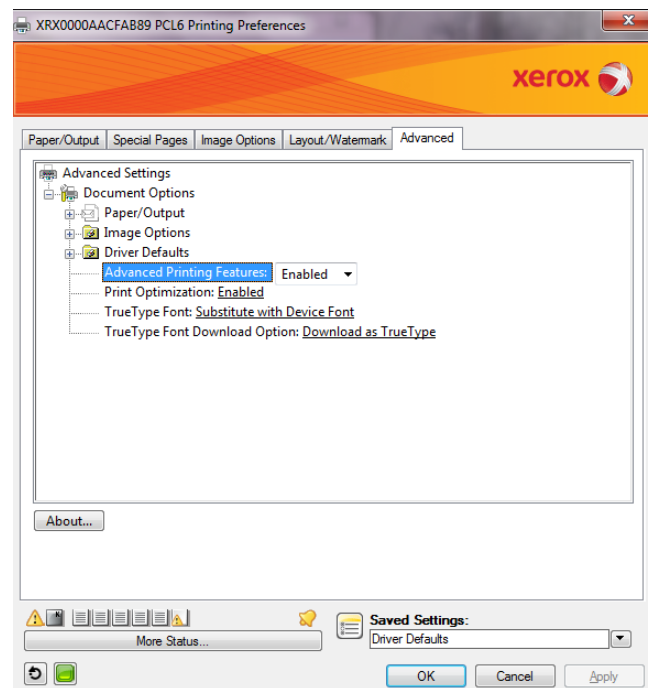 XRX0000AACFAB89 PCL6 Printing Preferences
xerox
Paper/Output Special Pages Image Options Layout/Watermark Advanced
Advanced Settings
Document Options
Paper/Output
Image Options
Driver Defaults
Advanced Printing Features: Enabled
Print Optimization: Enabled
TrueType Font: Substitute with Device Font
TrueType Font Download Option: Download as TrueType
About...
Saved Settings:
More Status...
Driver Defaults
OK Cancel Apply